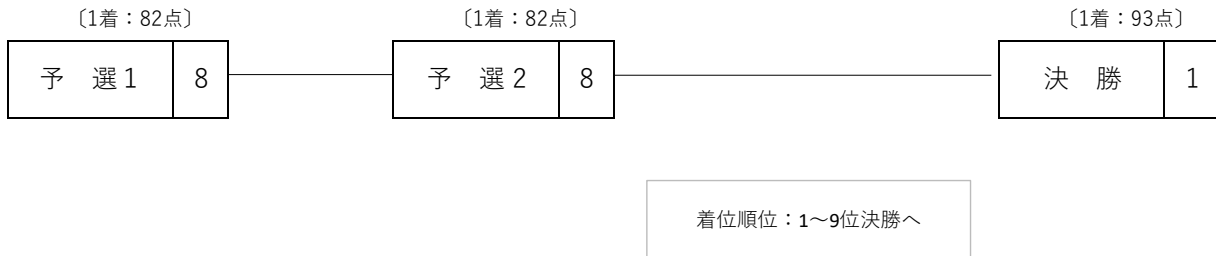 〔1着：82点〕 〔1着：82点〕 〔1着：93点〕
予 選1 8 予 選2 8 決 勝 1
着位順位：1～9位決勝へ